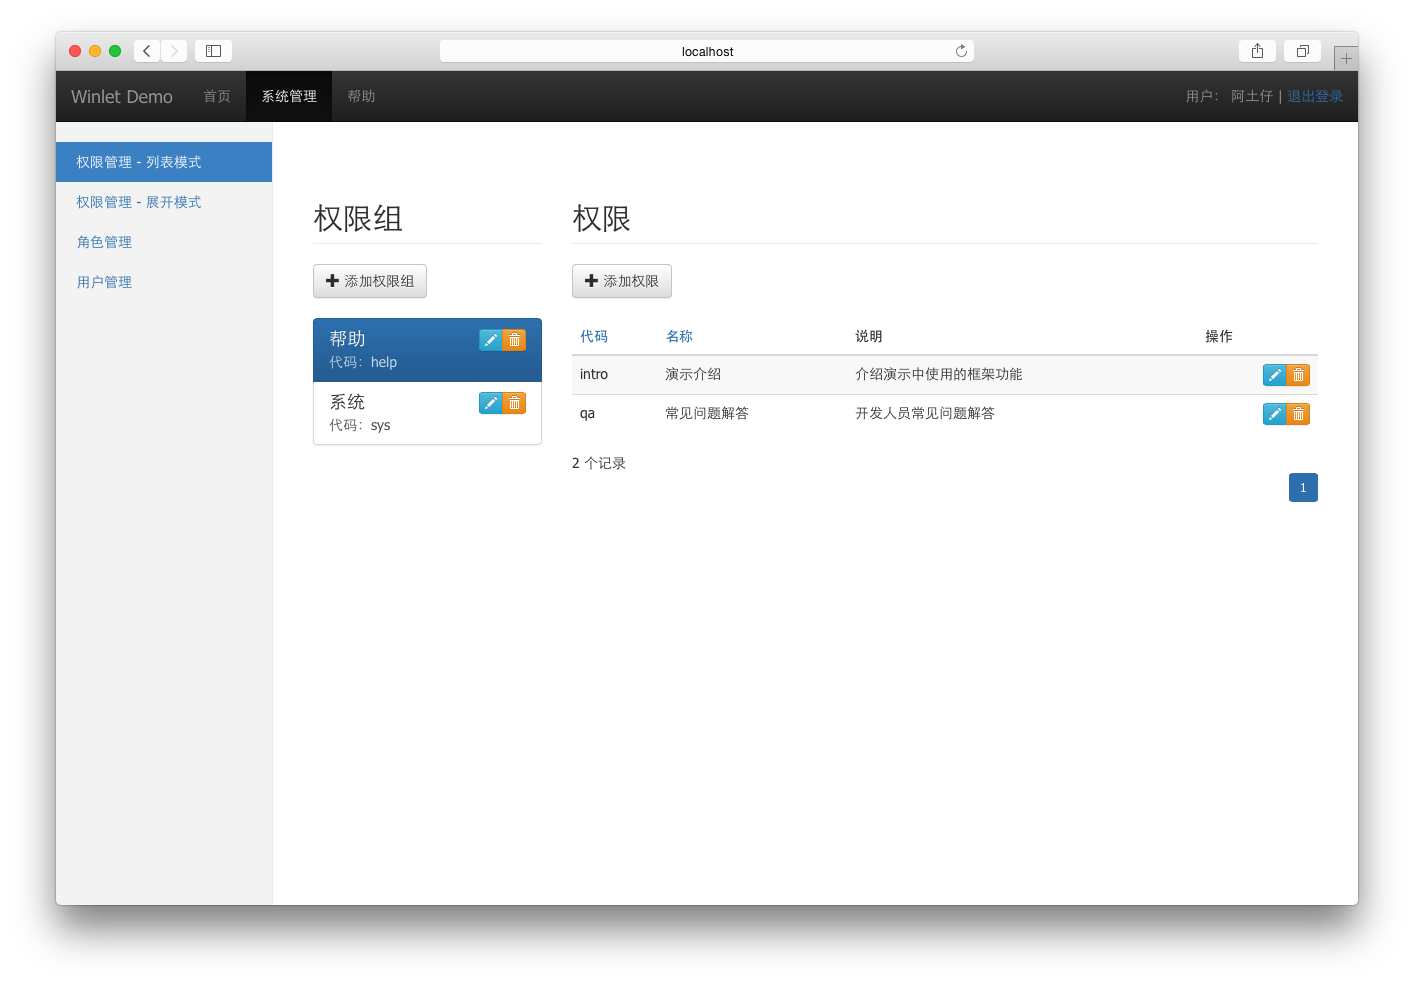 localhost
Winlet Demo 首页 系统管理 帮助 用户： 阿土仔 | 退出登录
权限管理 - 列表模式
权限管理 - 展开模式
角色管理
用户管理
权限组
添加权限组
帮助
代码：help
系统
代码：sys
权限
添加权限
代码 名称 说明 操作
intro 演示介绍 介绍演示中使用的框架功能
qa 常见问题解答 开发人员常见问题解答
2 个记录
1